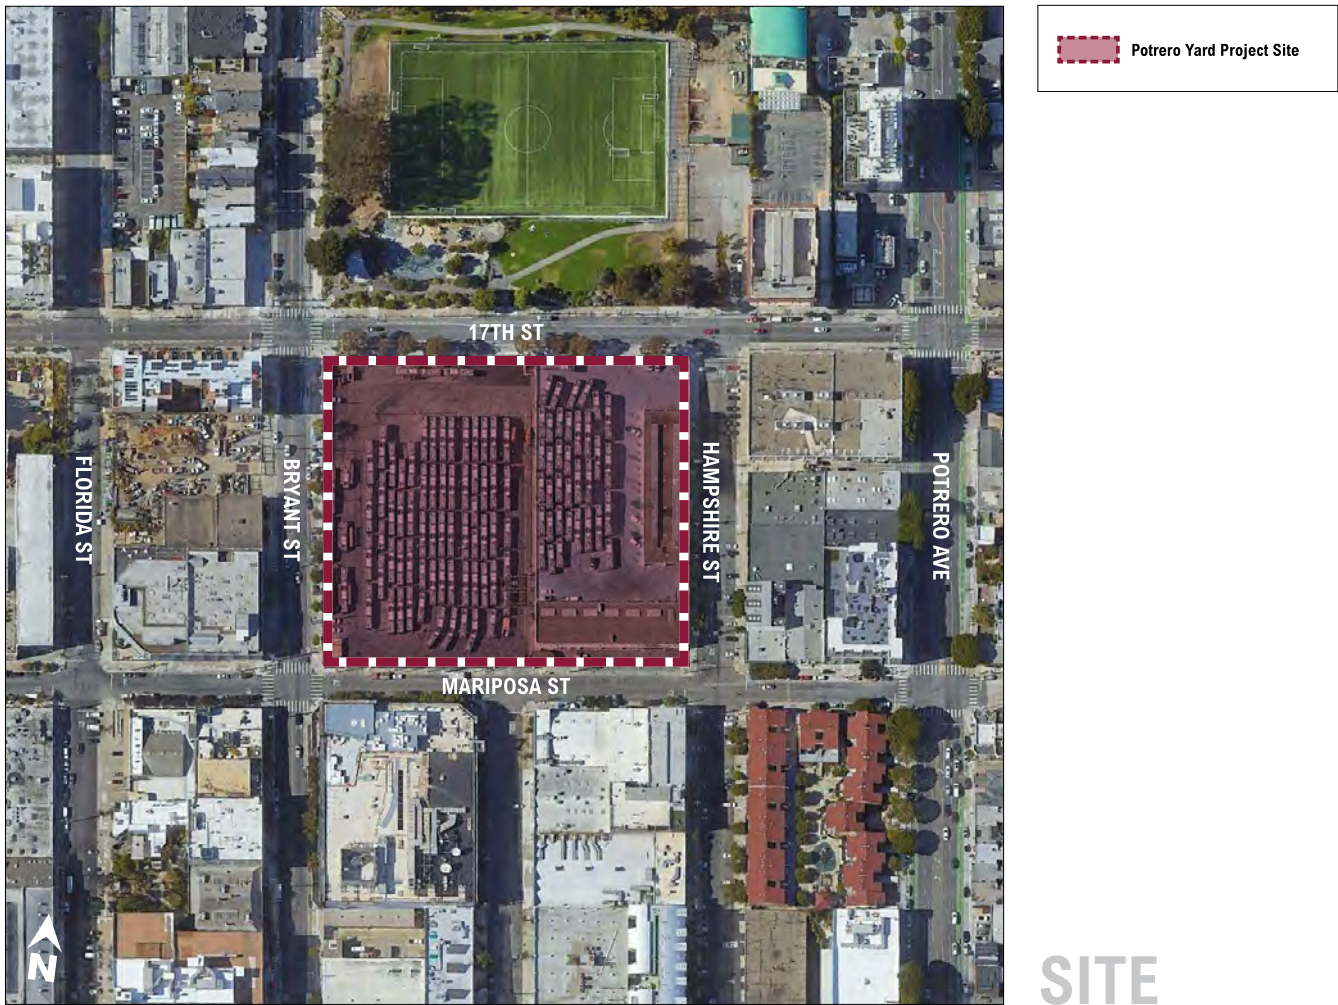 Potrero Yard Project Site
17TH ST
FLORIDA ST
BRYANT ST
HAMPSHIRE ST
POTRERO AVE
MARIPOSA ST
N
SITE